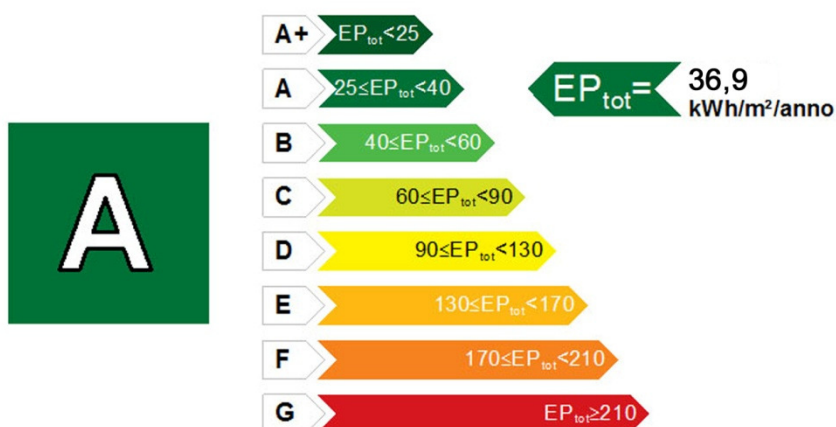 A+ EPtot<25
A 25≤EPtot<40
EPtot= 36,9
kWh/m²/anno
B 40≤EPtot<60
A
C 60≤EPtot<90
D 90≤EPtot<130
E 130≤EPtot<170
F 170≤EPtot<210
G EPtot≥210